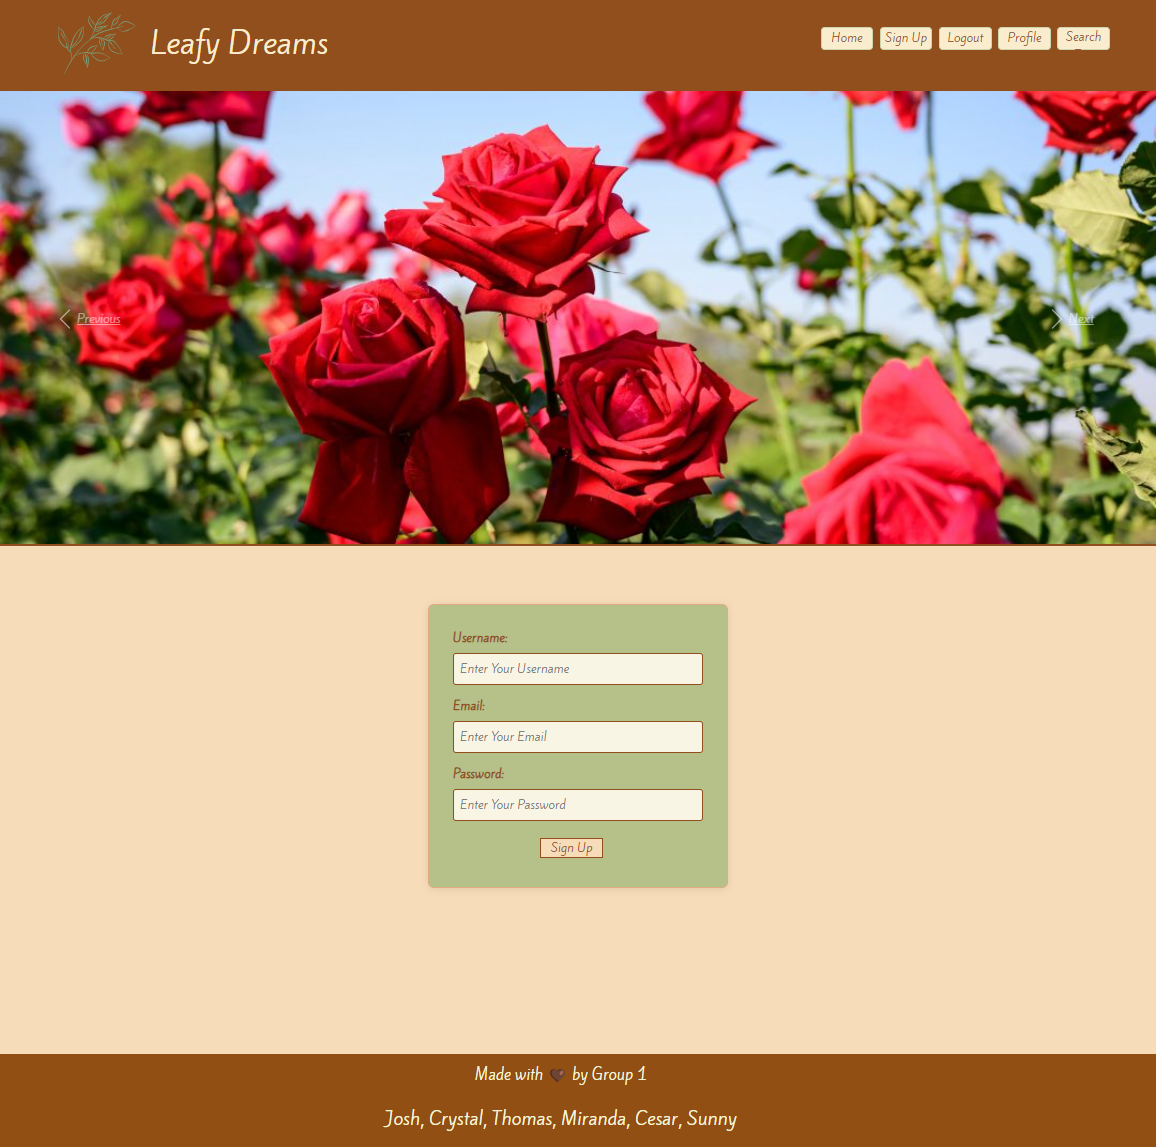 Leafy Dreams
Home
Sign Up
Logout
Profile
Search
Previous
Next
Username:
Enter Your Username
Email:
Enter Your Email
Password:
Enter Your Password
Sign Up
Made with 🤎 by Group 1
Josh, Crystal, Thomas, Miranda, Cesar, Sunny